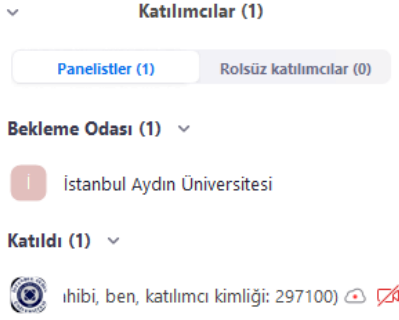 Katılımcılar (1)
Panelistler (1) Rolsüz katılımcılar (0)
Bekleme Odası (1)
İ İstanbul Aydın Üniversitesi
Katıldı (1)
ıhibi, ben, katılımcı kimliği: 297100)